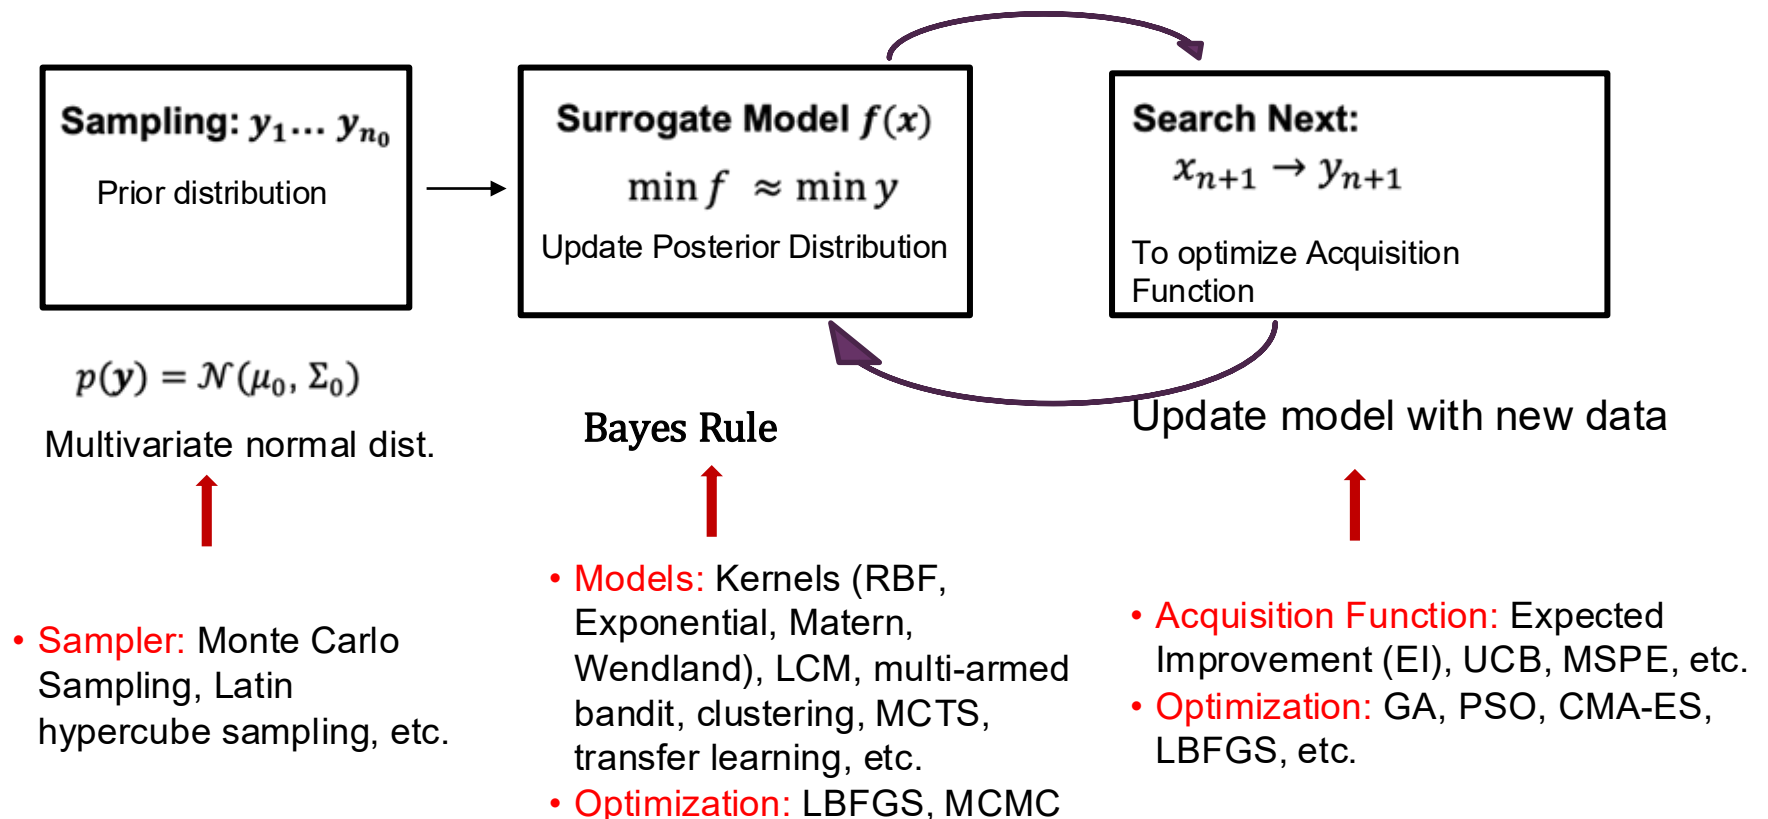 Sampling: y₁... yₙ₀
Prior distribution
p(y) = 𝒩(μ₀, Σ₀)
Multivariate normal dist.
• Sampler: Monte Carlo
Sampling, Latin
hypercube sampling, etc.
Surrogate Model f(x)
min f ≈ min y
Update Posterior Distribution
Bayes Rule
• Models: Kernels (RBF,
Exponential, Matern,
Wendland), LCM, multi-armed
bandit, clustering, MCTS,
transfer learning, etc.
• Optimization: LBFGS, MCMC
Search Next:
xₙ₊₁ → yₙ₊₁
To optimize Acquisition
Function
Update model with new data
• Acquisition Function: Expected
Improvement (EI), UCB, MSPE, etc.
• Optimization: GA, PSO, CMA-ES,
LBFGS, etc.